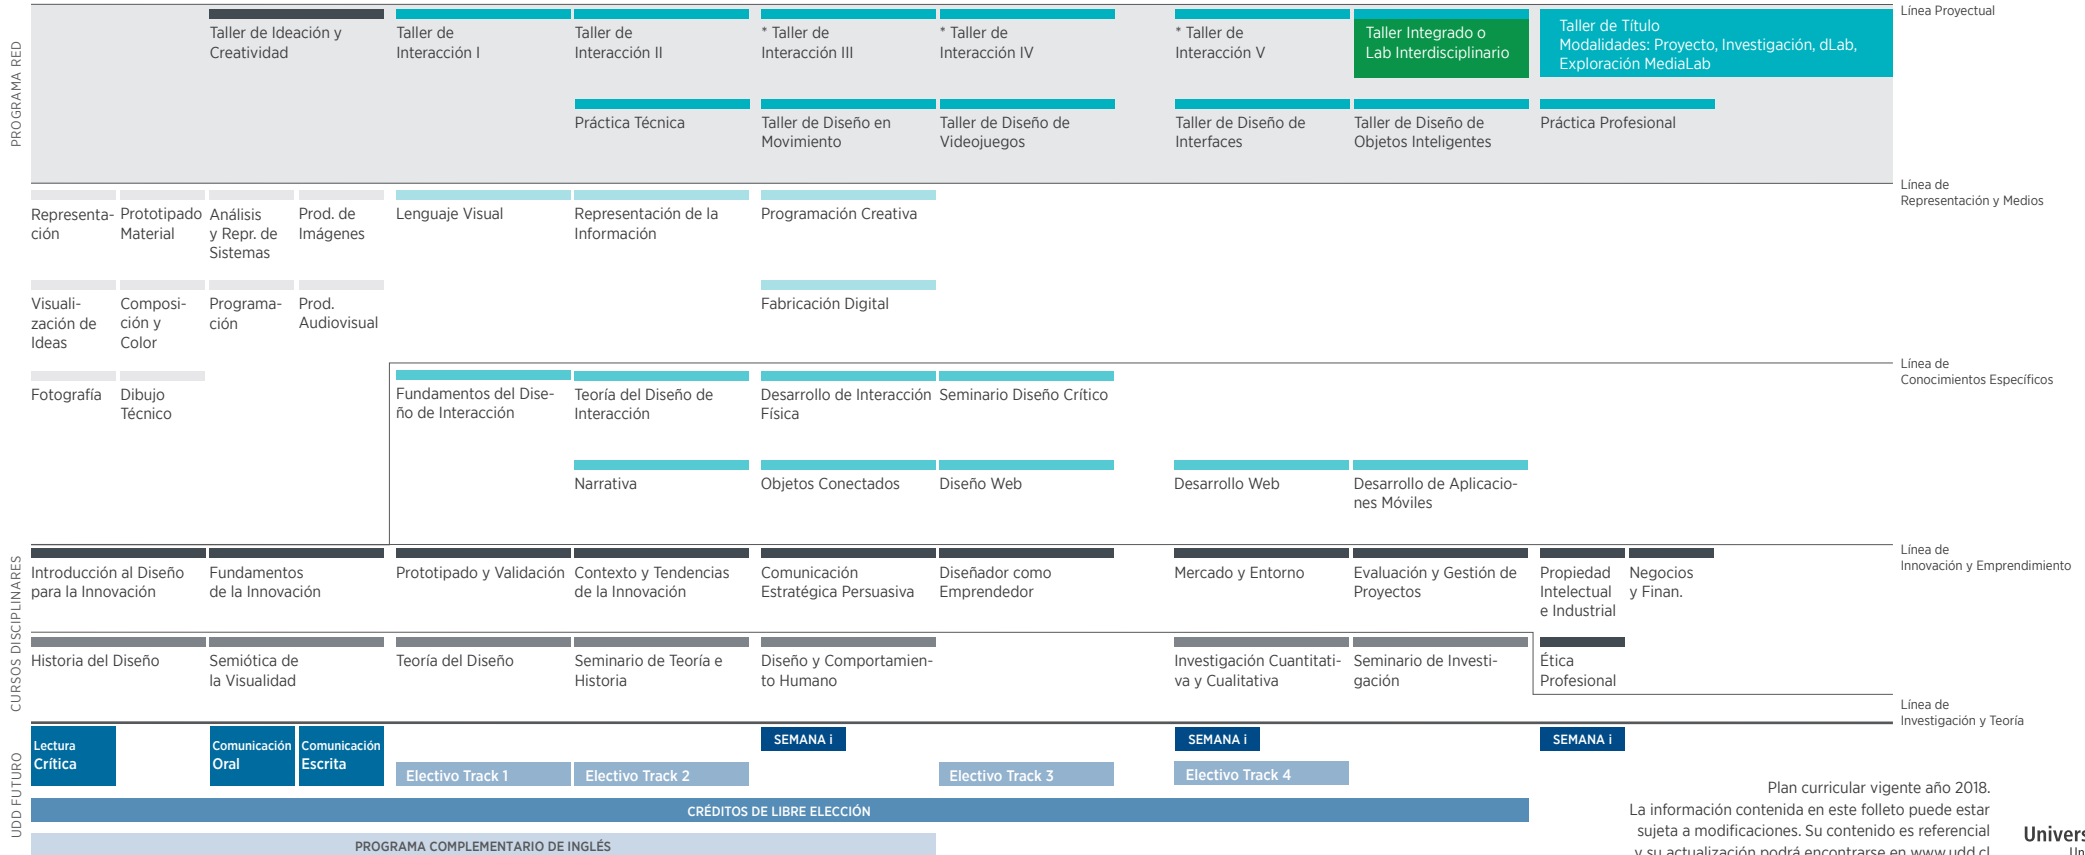 Línea Proyectual
PROGRAMA RED
Taller de Ideación y
Creatividad
Taller de
Interacción I
Taller de
Interacción II
* Taller de
Interacción III
* Taller de
Interacción IV
* Taller de
Interacción V
Taller Integrado o
Lab Interdisciplinario
Taller de Título
Modalidades: Proyecto, Investigación, dLab,
Exploración MediaLab
Práctica Técnica
Taller de Diseño en
Movimiento
Taller de Diseño de
Videojuegos
Taller de Diseño de
Interfaces
Taller de Diseño de
Objetos Inteligentes
Práctica Profesional
Línea de
Representación y Medios
Representa-
ción
Prototipado
Material
Análisis
y Repr. de
Sistemas
Prod. de
Imágenes
Lenguaje Visual
Representación de la
Información
Programación Creativa
Visuali-
zación de
Ideas
Composi-
ción y
Color
Programa-
ción
Prod.
Audiovisual
Fabricación Digital
Línea de
Conocimientos Específicos
Fotografía
Dibujo
Técnico
Fundamentos del Dise-
ño de Interacción
Teoría del Diseño de
Interacción
Desarrollo de Interacción
Física
Seminario Diseño Crítico
Narrativa
Objetos Conectados
Diseño Web
Desarrollo Web
Desarrollo de Aplicacio-
nes Móviles
Línea de
Innovación y Emprendimiento
CURSOS DISCIPLINARES
Introducción al Diseño
para la Innovación
Fundamentos
de la Innovación
Prototipado y Validación
Contexto y Tendencias
de la Innovación
Comunicación
Estratégica Persuasiva
Diseñador como
Emprendedor
Mercado y Entorno
Evaluación y Gestión de
Proyectos
Propiedad
Intelectual
e Industrial
Negocios
y Finan.
Historia del Diseño
Semiótica de
la Visualidad
Teoría del Diseño
Seminario de Teoría e
Historia
Diseño y Comportamien-
to Humano
Investigación Cuantitati-
va y Cualitativa
Seminario de Investi-
gación
Ética
Profesional
Línea de
Investigación y Teoría
UDD FUTURO
Lectura
Crítica
Comunicación
Oral
Comunicación
Escrita
SEMANA i
SEMANA i
SEMANA i
Electivo Track 1
Electivo Track 2
Electivo Track 3
Electivo Track 4
CRÉDITOS DE LIBRE ELECCIÓN
PROGRAMA COMPLEMENTARIO DE INGLÉS
Plan curricular vigente año 2018.
La información contenida en este folleto puede estar
sujeta a modificaciones. Su contenido es referencial
y su actualización podrá encontrarse en www.udd.cl
Univers